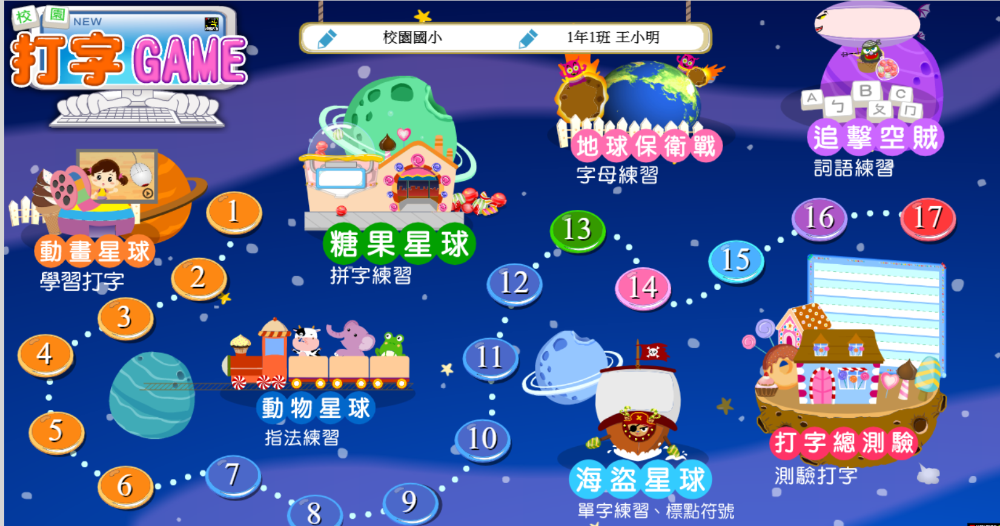 校園
NEW
打字GAME
校園國小
1年1班 王小明
A B C
ㄅ ㄆ ㄇ
地球保衛戰
字母練習
追擊空賊
詞語練習
動畫星球
學習打字
糖果星球
拼字練習
動物星球
指法練習
海盜星球
單字練習、標點符號
打字總測驗
測驗打字
1
2
3
4
5
6
7
8
9
10
11
12
13
14
15
16
17